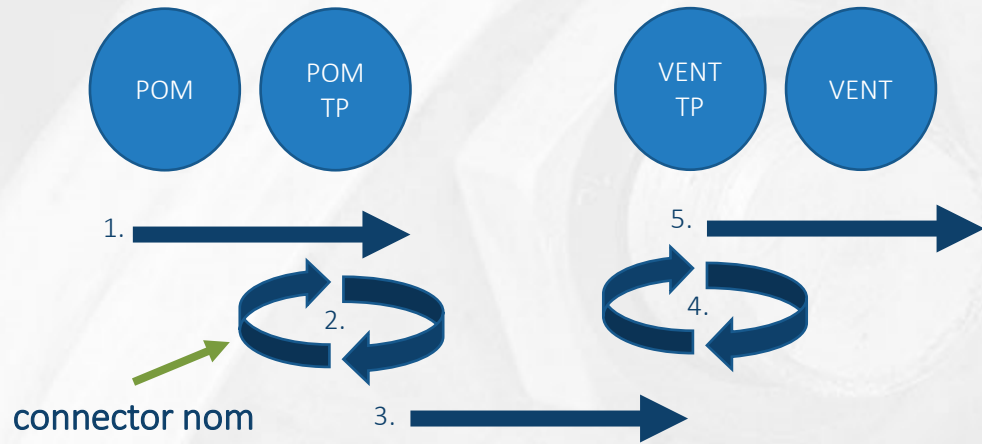 POM
POM
TP
VENT
TP
VENT
1.
5.
2.
4.
connector nom
3.